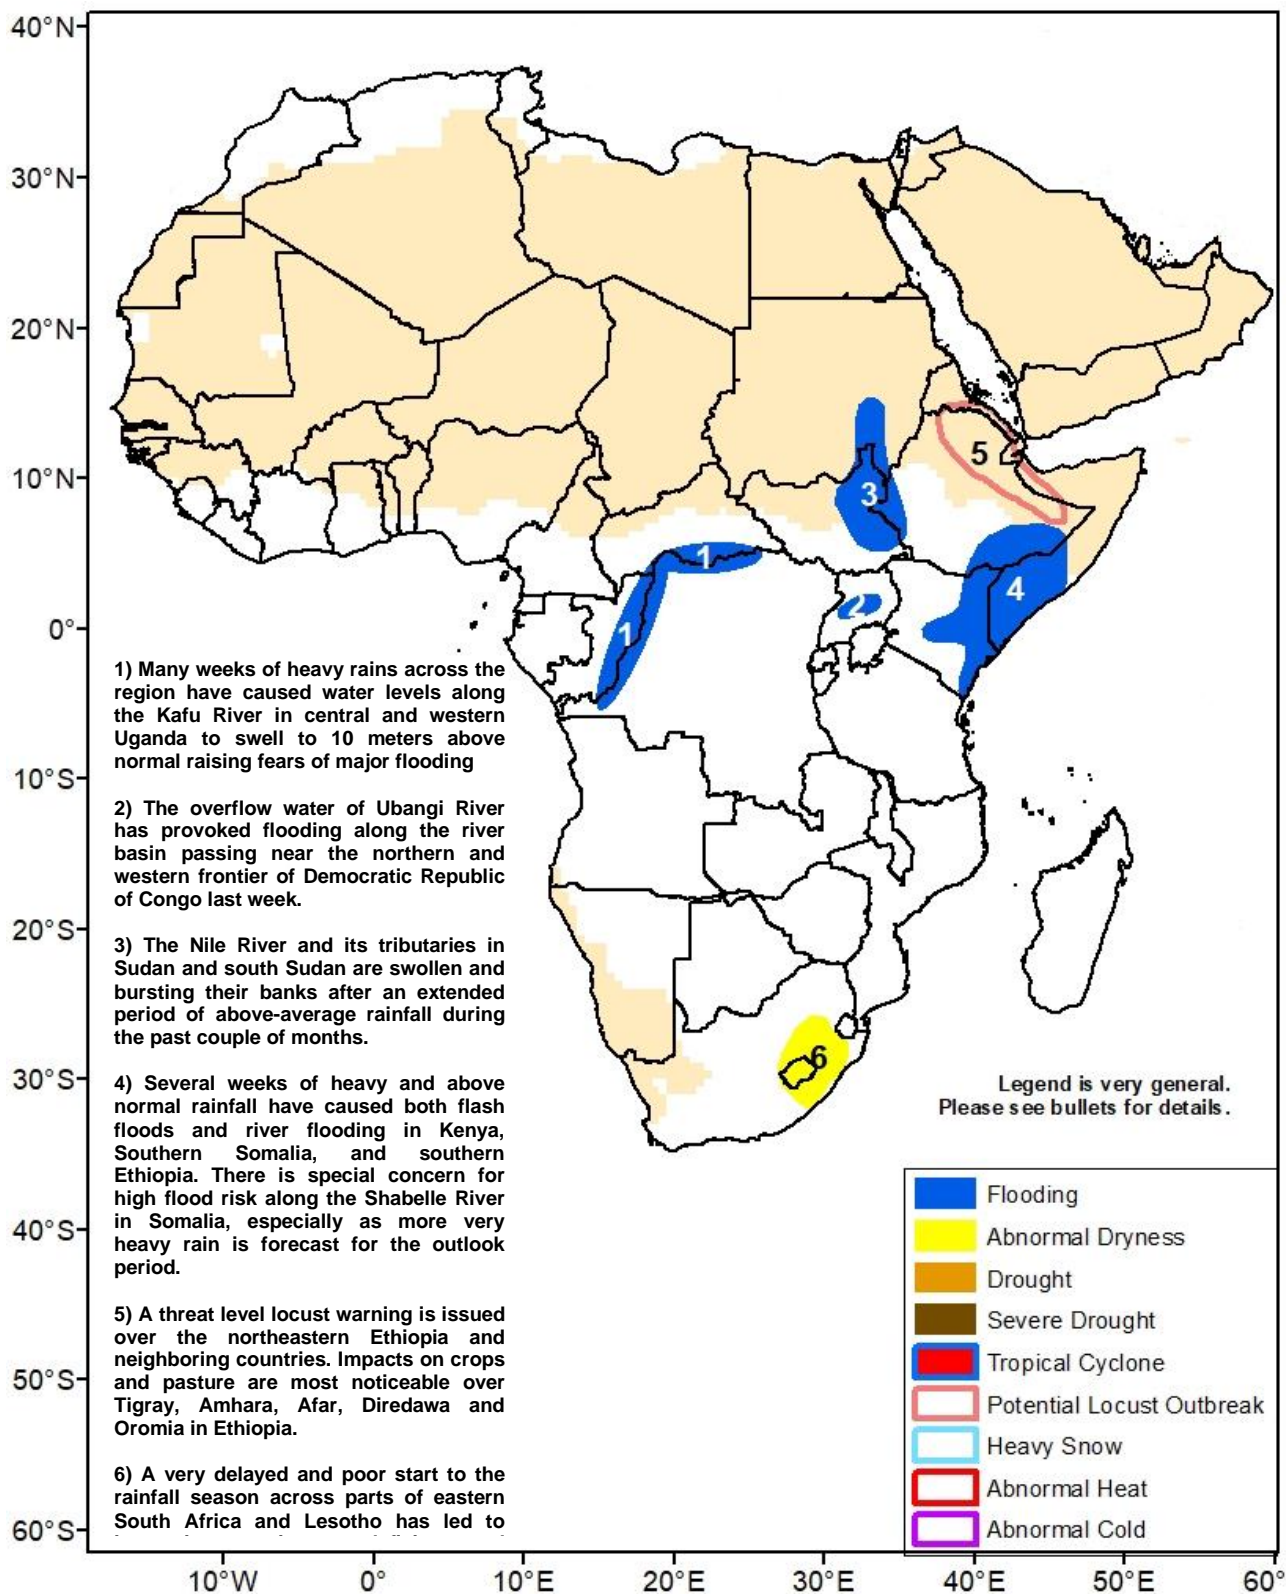 40°N
30°N
20°N
10°N
0°
10°S
20°S
30°S
40°S
50°S
60°S
10°W
0°
10°E
20°E
30°E
40°E
50°E
60°
1
1
2
3
4
5
6
1) Many weeks of heavy rains across the
region have caused water levels along
the Kafu River in central and western
Uganda to swell to 10 meters above
normal raising fears of major flooding
2) The overflow water of Ubangi River
has provoked flooding along the river
basin passing near the northern and
western frontier of Democratic Republic
of Congo last week.
3) The Nile River and its tributaries in
Sudan and south Sudan are swollen and
bursting their banks after an extended
period of above-average rainfall during
the past couple of months.
4) Several weeks of heavy and above
normal rainfall have caused both flash
floods and river flooding in Kenya,
Southern Somalia, and southern
Ethiopia. There is special concern for
high flood risk along the Shabelle River
in Somalia, especially as more very
heavy rain is forecast for the outlook
period.
5) A threat level locust warning is issued
over the northeastern Ethiopia and
neighboring countries. Impacts on crops
and pasture are most noticeable over
Tigray, Amhara, Afar, Diredawa and
Oromia in Ethiopia.
6) A very delayed and poor start to the
rainfall season across parts of eastern
South Africa and Lesotho has led to
Legend is very general.
Please see bullets for details.
Flooding
Abnormal Dryness
Drought
Severe Drought
Tropical Cyclone
Potential Locust Outbreak
Heavy Snow
Abnormal Heat
Abnormal Cold